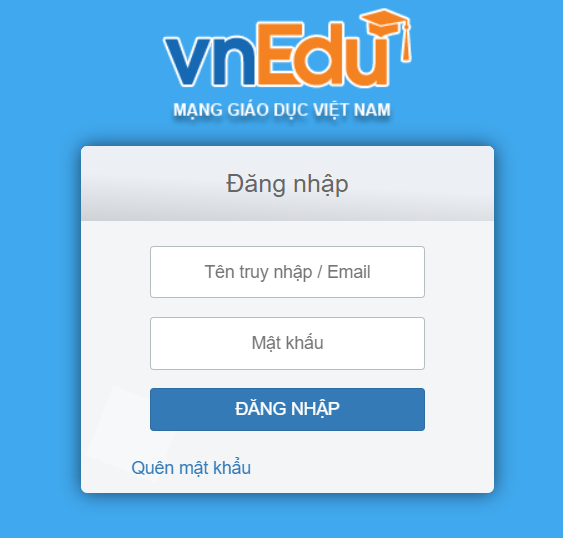 vnEdu
MẠNG GIÁO DỤC VIỆT NAM
Đăng nhập
Tên truy nhập / Email
Mật khẩu
ĐĂNG NHẬP
Quên mật khẩu